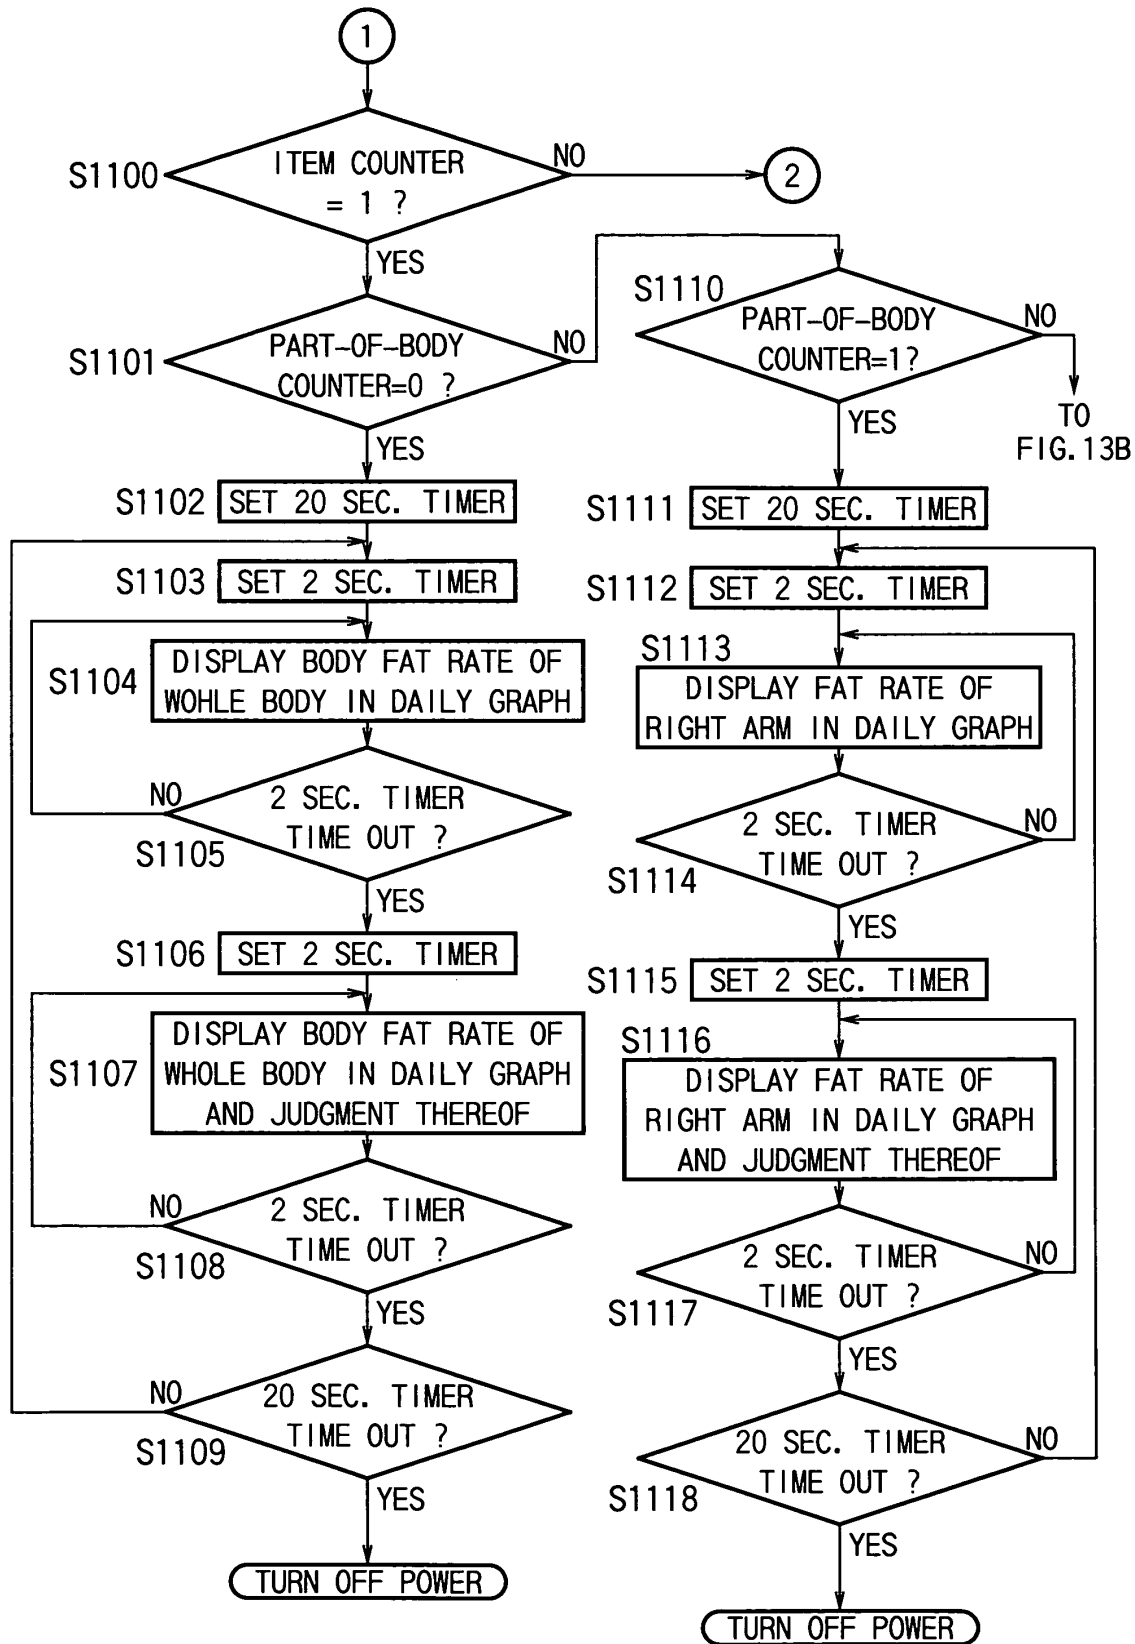 1
S1100
ITEM COUNTER
= 1 ?
NO
2
YES
S1101
PART-OF-BODY
COUNTER=0 ?
NO
YES
S1102
SET 20 SEC. TIMER
S1103
SET 2 SEC. TIMER
S1104
DISPLAY BODY FAT RATE OF
WOHLE BODY IN DAILY GRAPH
NO
2 SEC. TIMER
TIME OUT ?
S1105
YES
S1106
SET 2 SEC. TIMER
S1107
DISPLAY BODY FAT RATE OF
WHOLE BODY IN DAILY GRAPH
AND JUDGMENT THEREOF
NO
2 SEC. TIMER
TIME OUT ?
S1108
YES
NO
20 SEC. TIMER
TIME OUT ?
S1109
YES
TURN OFF POWER
S1110
PART-OF-BODY
COUNTER=1?
NO
TO
FIG.13B
YES
S1111
SET 20 SEC. TIMER
S1112
SET 2 SEC. TIMER
S1113
DISPLAY FAT RATE OF
RIGHT ARM IN DAILY GRAPH
2 SEC. TIMER
TIME OUT ?
NO
S1114
YES
S1115
SET 2 SEC. TIMER
S1116
DISPLAY FAT RATE OF
RIGHT ARM IN DAILY GRAPH
AND JUDGMENT THEREOF
2 SEC. TIMER
TIME OUT ?
NO
S1117
YES
20 SEC. TIMER
TIME OUT ?
NO
S1118
YES
TURN OFF POWER